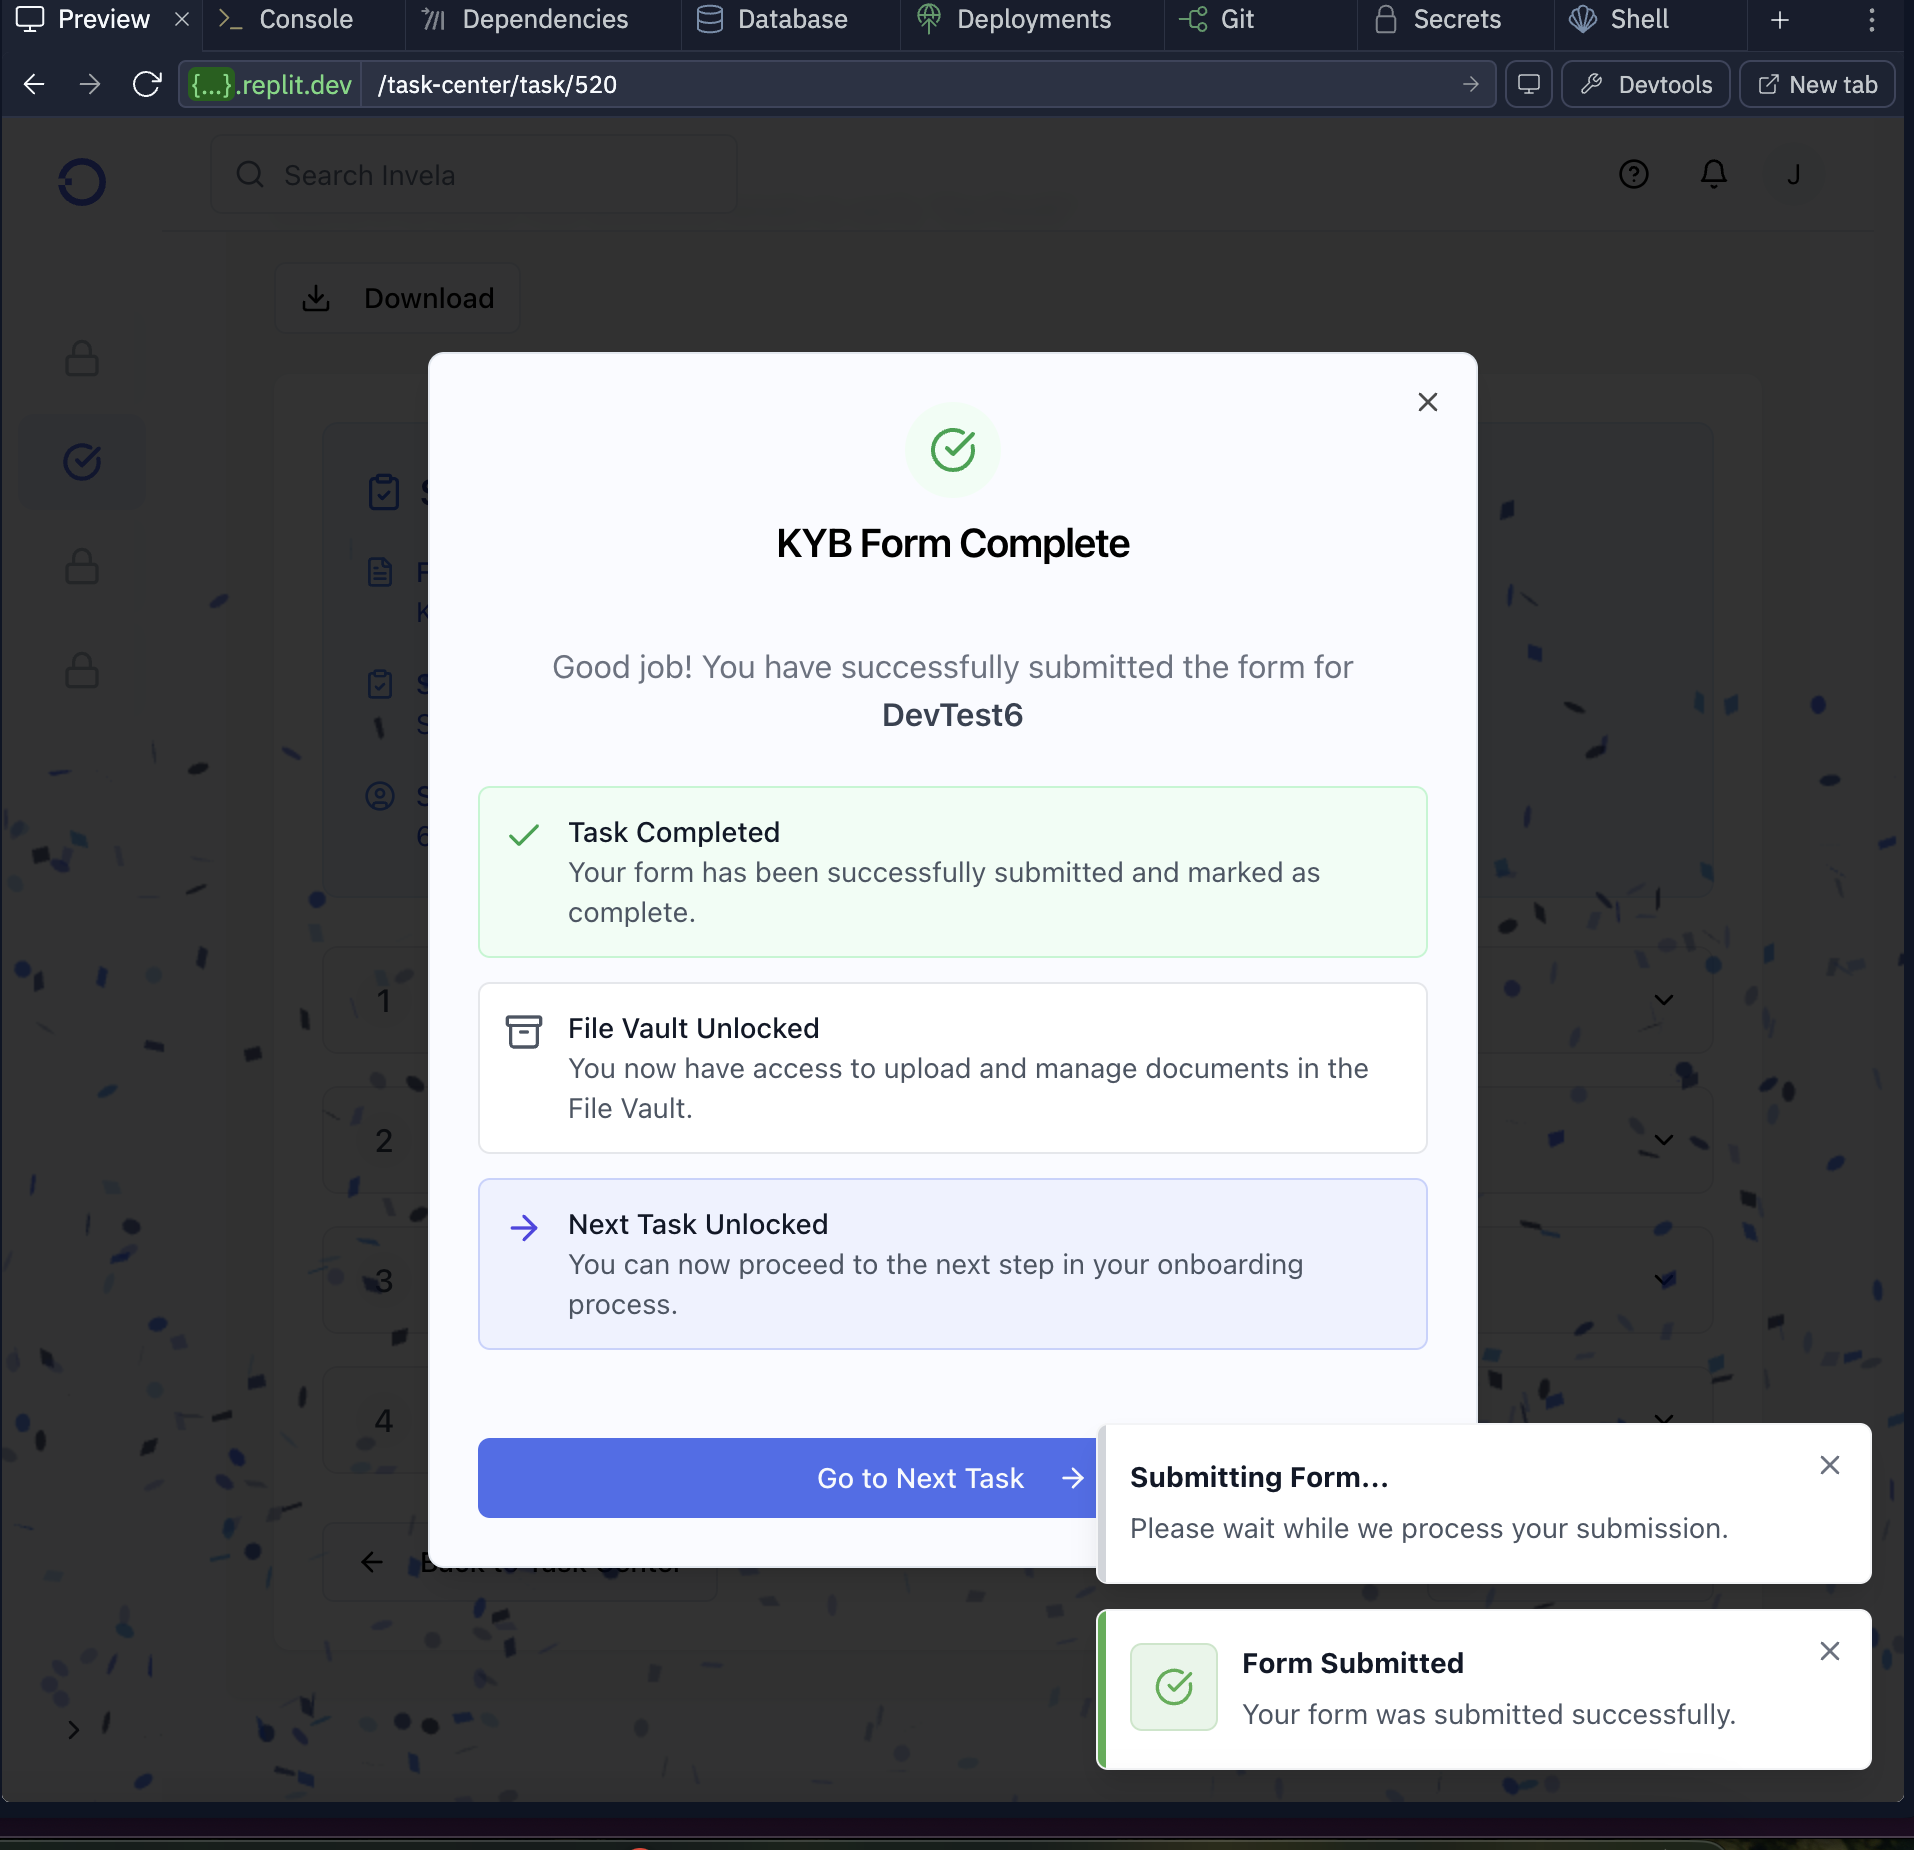 Preview
Console
Dependencies
Database
Deployments
Git
Secrets
Shell
{...}.replit.dev
/task-center/task/520
Devtools
New tab
Search Invela
J
Download
KYB Form Complete
Good job! You have successfully submitted the form for
DevTest6
Task Completed
Your form has been successfully submitted and marked as
complete.
File Vault Unlocked
You now have access to upload and manage documents in the
File Vault.
Next Task Unlocked
You can now proceed to the next step in your onboarding
process.
1
2
3
4
Go to Next Task
Back to Task Center
Submitting Form...
Please wait while we process your submission.
Form Submitted
Your form was submitted successfully.